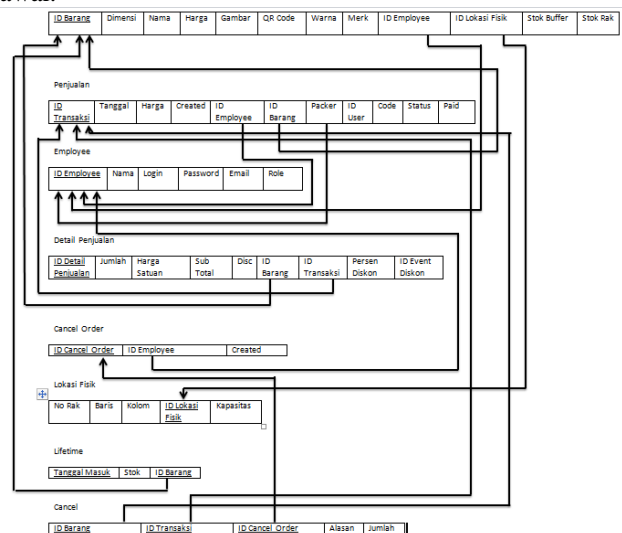 ID Barang Dimensi Nama Harga Gambar QR Code Warna Merk ID Employee ID Lokasi Fisik Stok Buffer Stok Rak
Penjualan
ID Tanggal Harga Created ID ID Packer ID Code Status Paid
Transaksi Employee Barang User
Employee
ID Employee Nama Login Password Email Role
Detail Penjualan
ID Detail Jumlah Harga Sub Disc ID ID Persen ID Event
Penjualan Satuan Total Barang Transaksi Diskon Diskon
Cancel Order
ID Cancel Order ID Employee Created
Lokasi Fisik
No Rak Baris Kolom ID Lokasi Kapasitas
Fisik
Lifetime
Tanggal Masuk Stok ID Barang
Cancel
ID Barang ID Transaksi ID Cancel Order Alasan Jumlah